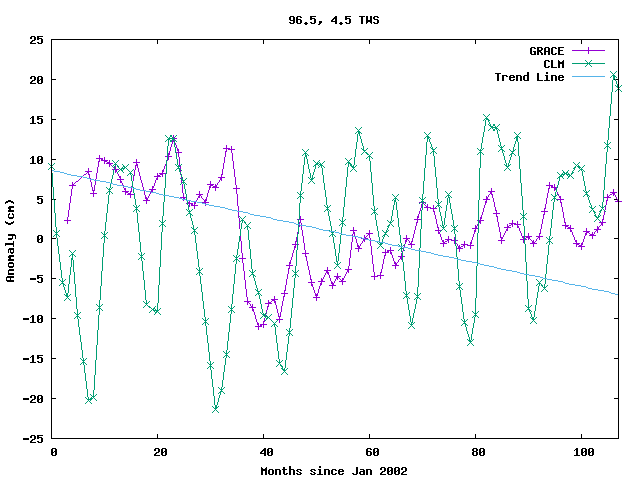 96.5, 4.5 TWS
GRACE
CLM
Trend Line
25
20
15
10
5
0
-5
-10
-15
-20
-25
Anomaly (cm)
0 20 40 60 80 100
Months since Jan 2002